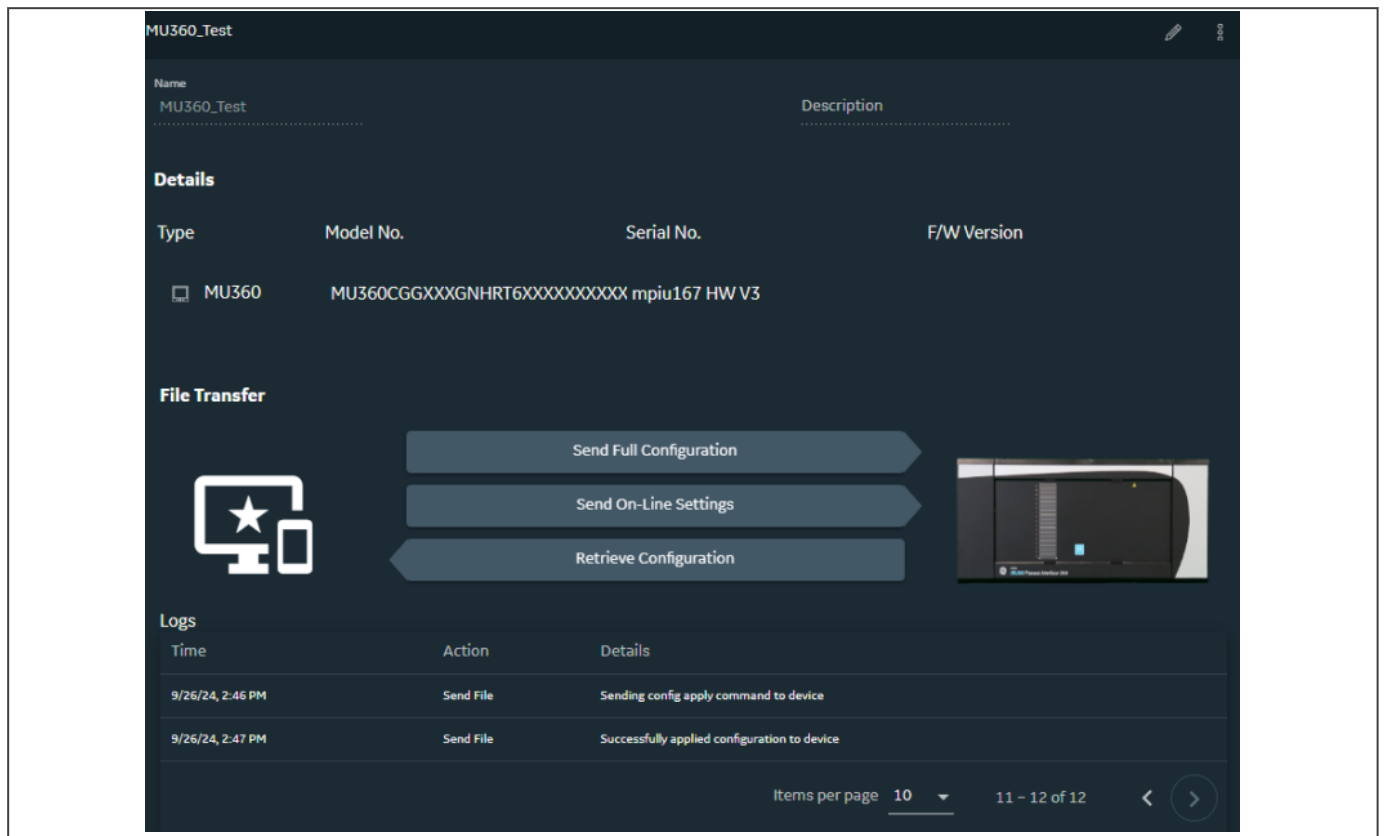 MU360_Test
Name
MU360_Test
Description
Details
Type Model No. Serial No. F/W Version
MU360 MU360CGGXXXGNHRT6XXXXXXXXXX mpiu167 HW V3
File Transfer
Send Full Configuration
Send On-Line Settings
Retrieve Configuration
Logs
Time Action Details
9/26/24, 2:46 PM Send File Sending config apply command to device
9/26/24, 2:47 PM Send File Successfully applied configuration to device
Items per page 10 11 – 12 of 12